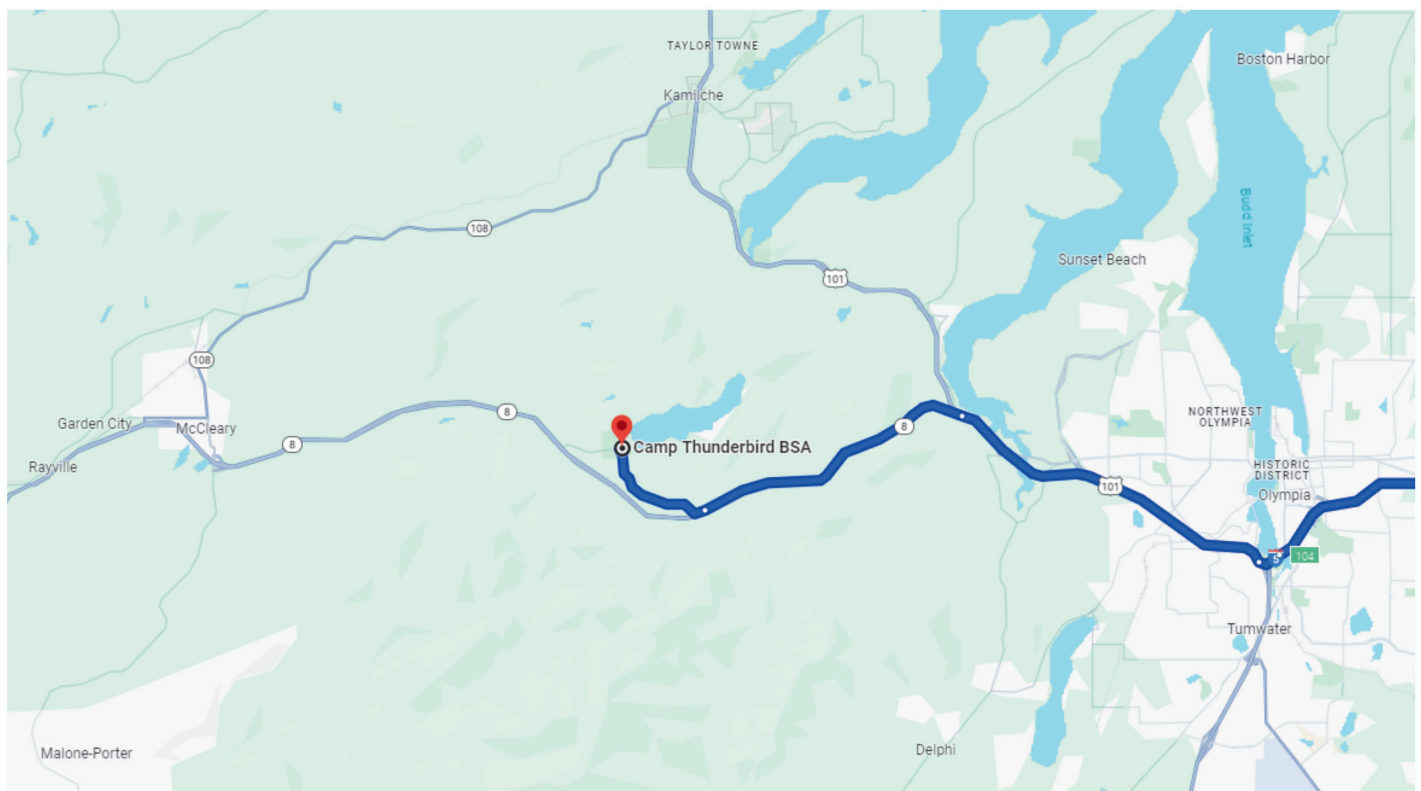 TAYLOR TOWNE
Boston Harbor
Kamilche
Budd Inlet
108
Sunset Beach
101
108
Garden City
McCleary
8
8
8
NORTHWEST
OLYMPIA
Camp Thunderbird BSA
Rayville
HISTORIC
DISTRICT
Olympia
101
5
104
Tumwater
Malone-Porter
Delphi